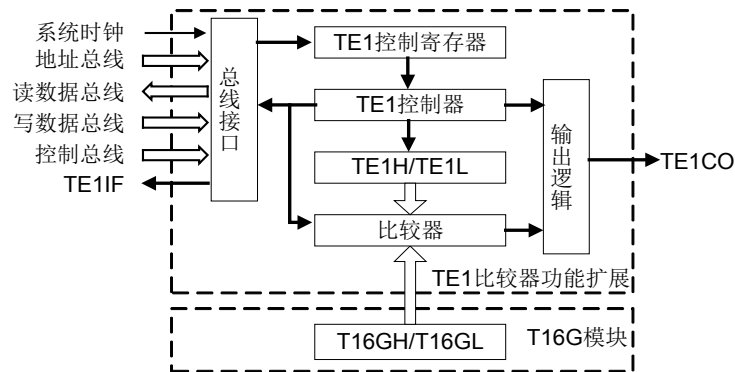 系统时钟
地址总线
读数据总线
写数据总线
控制总线
TE1IF
总线接口
TE1控制寄存器
TE1控制器
TE1H/TE1L
比较器
输出逻辑
TE1CO
TE1比较器功能扩展
T16GH/T16GL
T16G模块